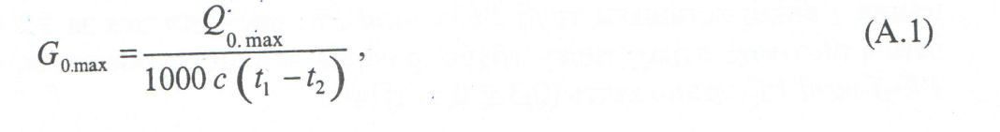 G₀.max = Q₀.max / 1000 c (t₁ − t₂) , (А.1)